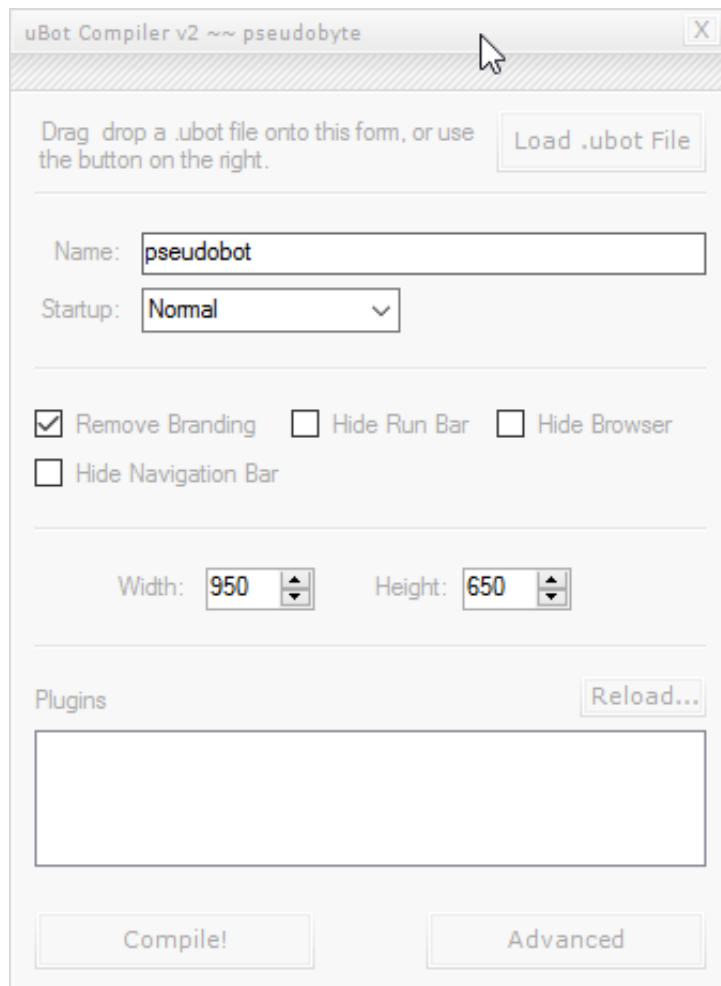 uBot Compiler v2 ~~ pseudobyte X
Drag drop a .ubot file onto this form, or use
the button on the right.
Load .ubot File
Name: pseudobot
Startup: Normal
Remove Branding Hide Run Bar Hide Browser
Hide Navigation Bar
Width: 950 Height: 650
Plugins Reload...
Compile! Advanced